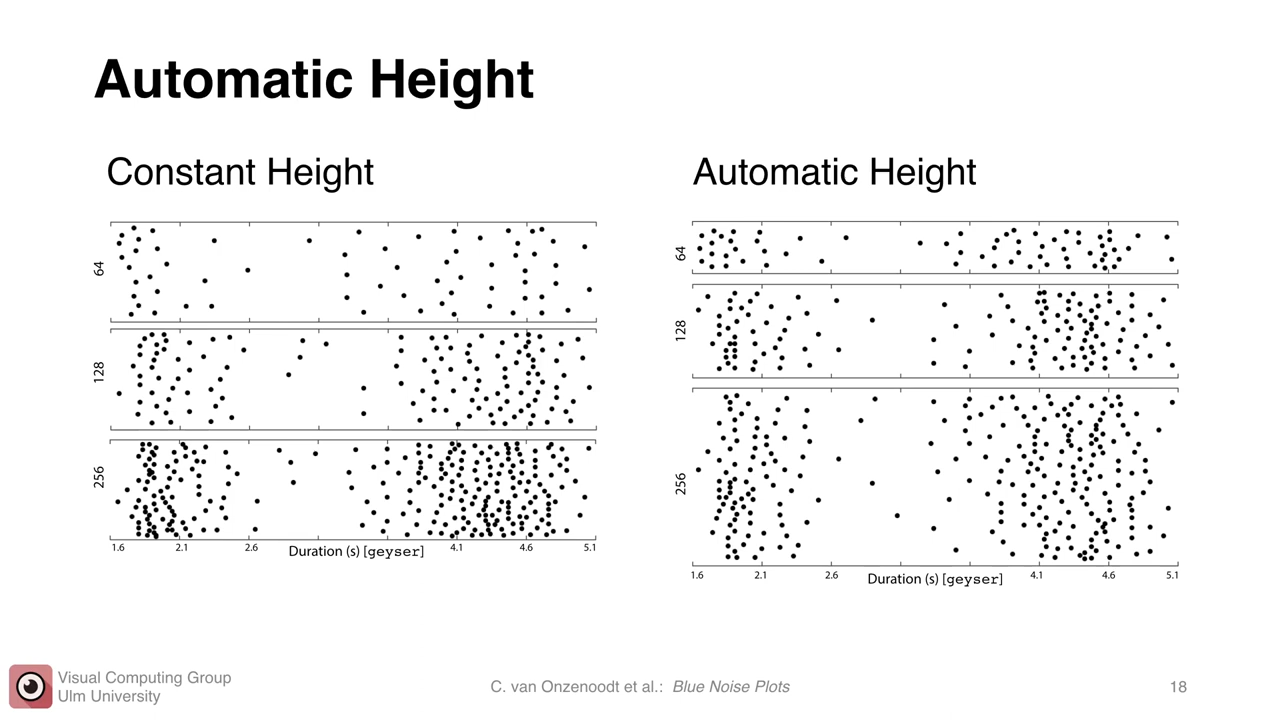 Automatic Height
Constant Height
64
128
256
1.6 2.1 2.6 Duration (s) [geyser] 4.1 4.6 5.1
Automatic Height
64
128
256
1.6 2.1 2.6 Duration (s) [geyser] 4.1 4.6 5.1
Visual Computing Group
Ulm University
C. van Onzenoodt et al.: Blue Noise Plots
18